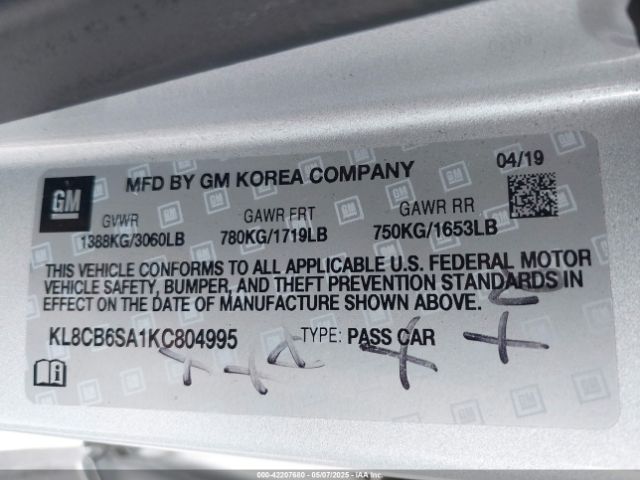 GM
MFD BY GM KOREA COMPANY
04/19
GVWR GAWR FRT GAWR RR
1388KG/3060LB 780KG/1719LB 750KG/1653LB
THIS VEHICLE CONFORMS TO ALL APPLICABLE U.S. FEDERAL MOTOR
VEHICLE SAFETY, BUMPER, AND THEFT PREVENTION STANDARDS IN
EFFECT ON THE DATE OF MANUFACTURE SHOWN ABOVE.
KL8CB6SA1KC804995 TYPE: PASS CAR
000-42207680 - 05/07/2025 - IAAI.COM